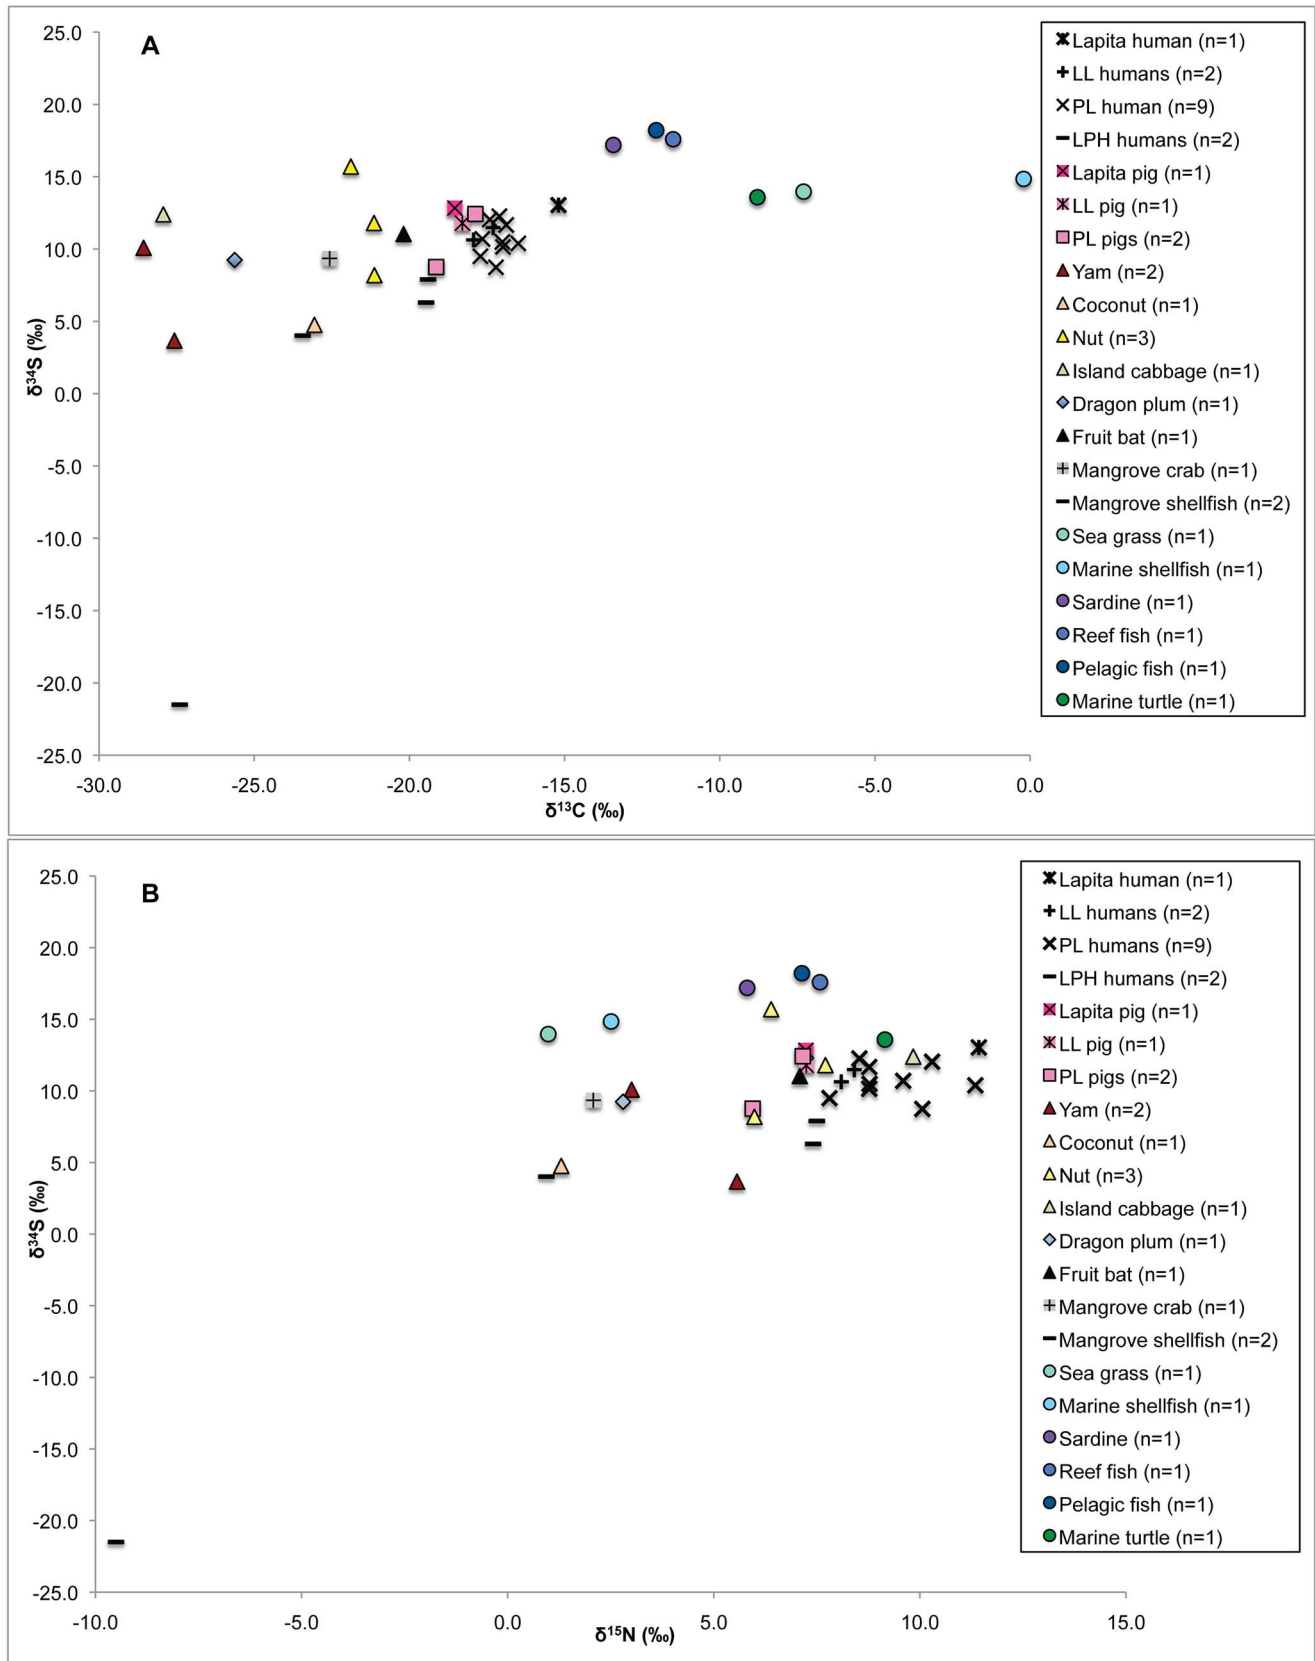 A
25.0
20.0
15.0
10.0
5.0
0.0
-5.0
-10.0
-15.0
-20.0
-25.0
δ³⁴S (‰)
-30.0 -25.0 -20.0 -15.0 -10.0 -5.0 0.0
δ¹³C (‰)
Lapita human (n=1)
LL humans (n=2)
PL human (n=9)
LPH humans (n=2)
Lapita pig (n=1)
LL pig (n=1)
PL pigs (n=2)
Yam (n=2)
Coconut (n=1)
Nut (n=3)
Island cabbage (n=1)
Dragon plum (n=1)
Fruit bat (n=1)
Mangrove crab (n=1)
Mangrove shellfish (n=2)
Sea grass (n=1)
Marine shellfish (n=1)
Sardine (n=1)
Reef fish (n=1)
Pelagic fish (n=1)
Marine turtle (n=1)
B
25.0
20.0
15.0
10.0
5.0
0.0
-5.0
-10.0
-15.0
-20.0
-25.0
δ³⁴S (‰)
-10.0 -5.0 0.0 5.0 10.0 15.0
δ¹⁵N (‰)
Lapita human (n=1)
LL humans (n=2)
PL humans (n=9)
LPH humans (n=2)
Lapita pig (n=1)
LL pig (n=1)
PL pigs (n=2)
Yam (n=2)
Coconut (n=1)
Nut (n=3)
Island cabbage (n=1)
Dragon plum (n=1)
Fruit bat (n=1)
Mangrove crab (n=1)
Mangrove shellfish (n=2)
Sea grass (n=1)
Marine shellfish (n=1)
Sardine (n=1)
Reef fish (n=1)
Pelagic fish (n=1)
Marine turtle (n=1)